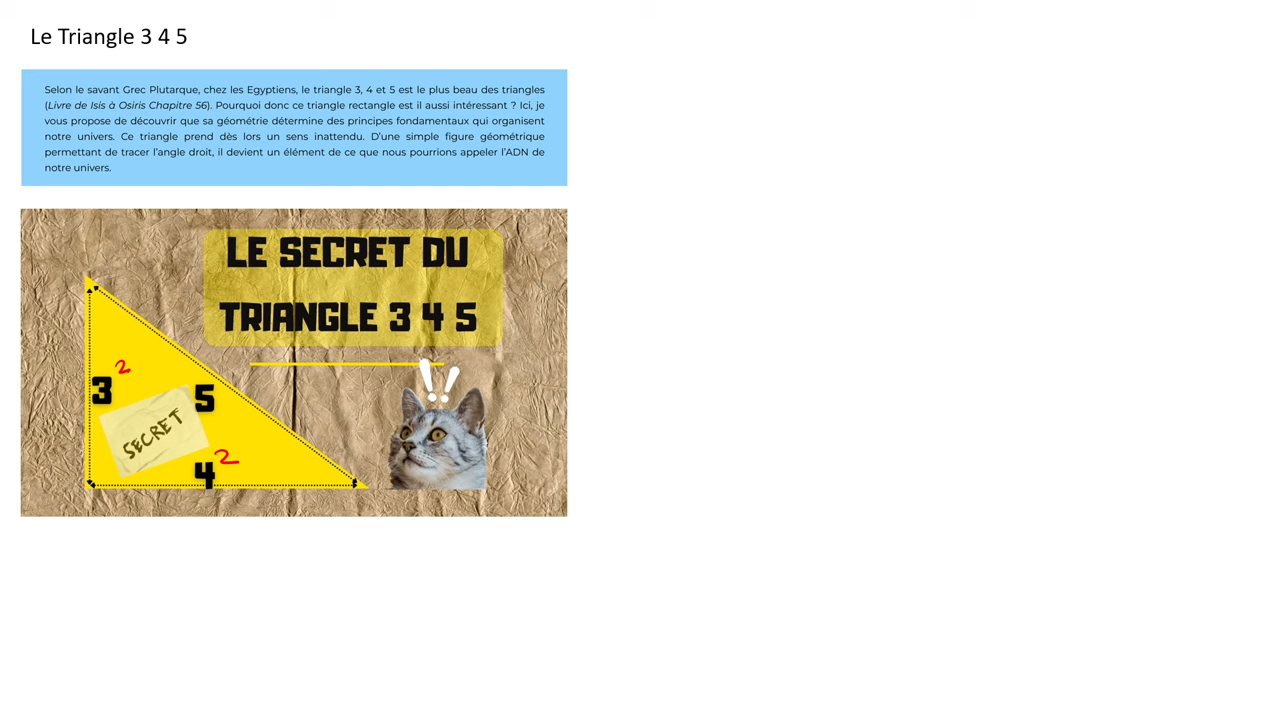 Le Triangle 3 4 5
Selon le savant Grec Plutarque, chez les Egyptiens, le triangle 3, 4 et 5 est le plus beau des triangles
(Livre de Isis à Osiris Chapitre 56). Pourquoi donc ce triangle rectangle est il aussi intéressant ? Ici, je
vous propose de découvrir que sa géométrie détermine des principes fondamentaux qui organisent
notre univers. Ce triangle prend dès lors un sens inattendu. D'une simple figure géométrique
permettant de tracer l'angle droit, il devient un élément de ce que nous pourrions appeler l'ADN de
notre univers.
LE SECRET DU
TRIANGLE 3 4 5
!!
3²
5
SECRET
4²